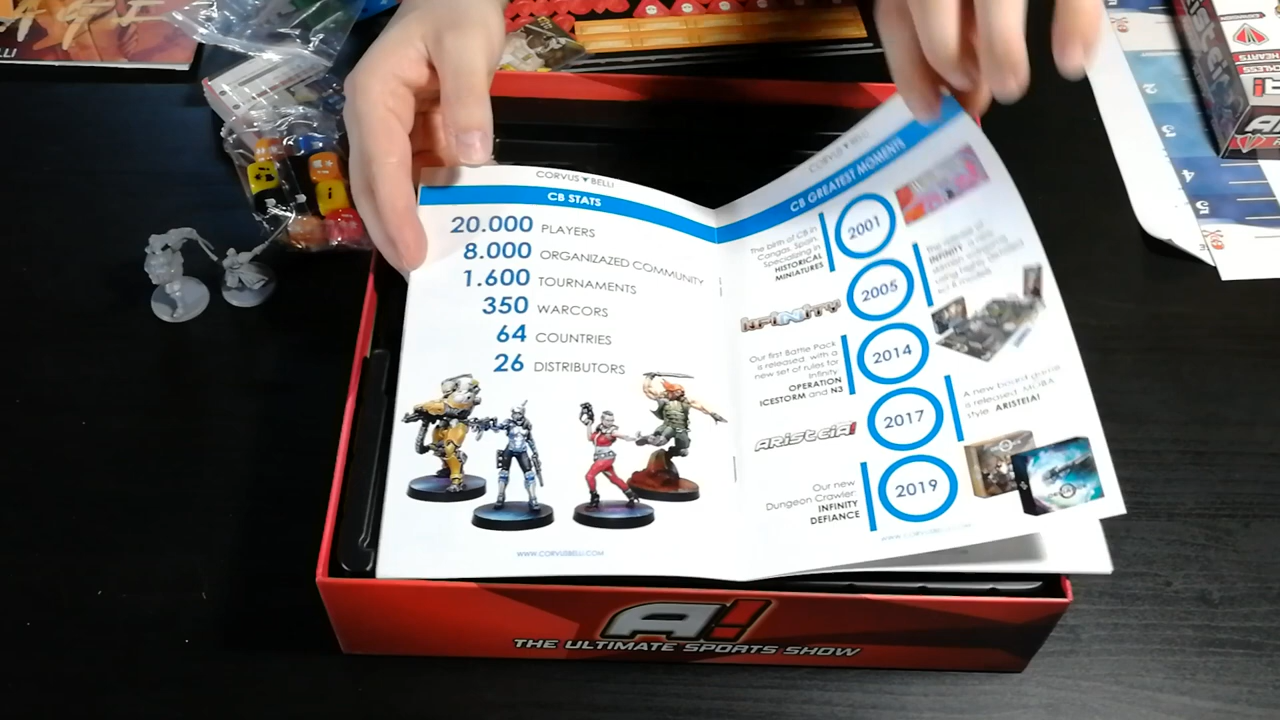 CORVUS BELLI
CB STATS
20.000 PLAYERS
8.000 ORGANIZAZED COMMUNITY
1.600 TOURNAMENTS
350 WARCORS
64 COUNTRIES
26 DISTRIBUTORS
WWW.CORVUSBELLI.COM
CB GREATEST MOMENTS
2001
The birth of CB in
Cangas, Spain.
Specializing in
HISTORICAL
MINIATURES
2005
INFINITY
2014
Our first Battle Pack
is released, with a
new set of rules for
Infinity.
OPERATION
ICESTORM and N3
2017
A new board game
is released, MOBA
style. ARISTEIA!
ARISTEIA!
2019
Our new
Dungeon Crawler:
INFINITY
DEFIANCE
A!
THE ULTIMATE SPORTS SHOW
HEARTS